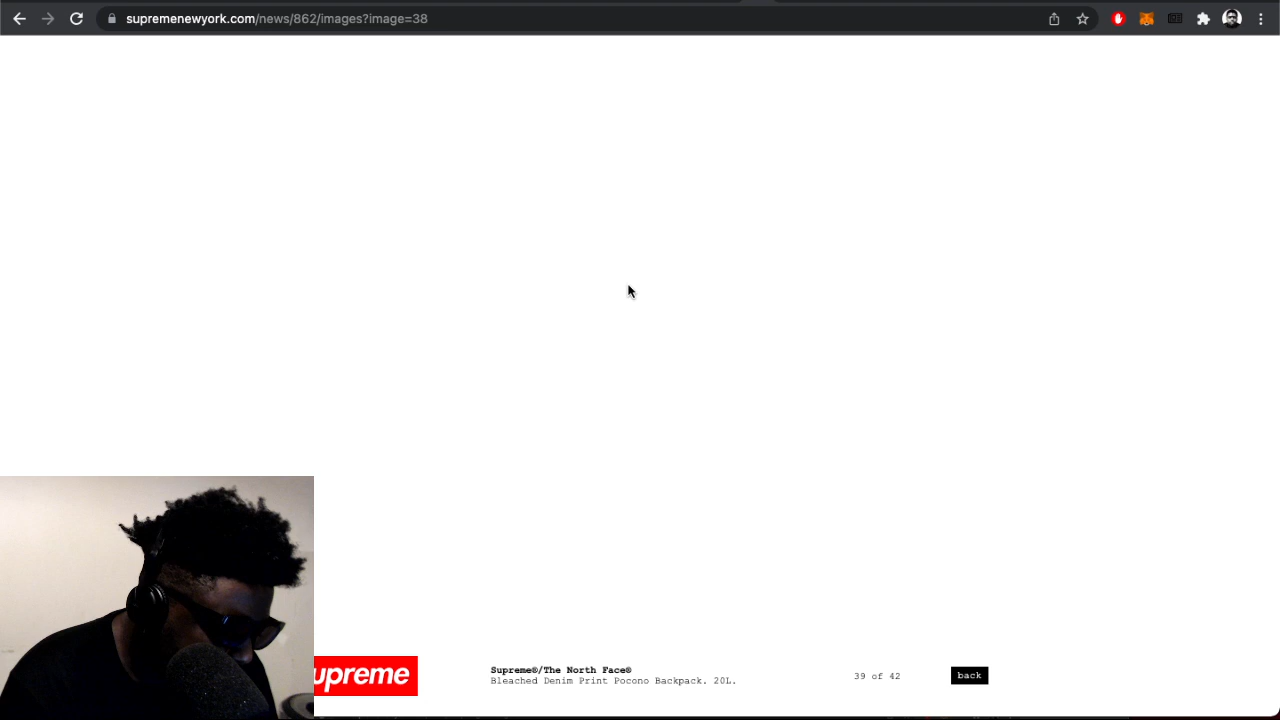 supremenewyork.com/news/862/images?image=38
upreme
Supreme®/The North Face®
Bleached Denim Print Pocono Backpack. 20L.
39 of 42
back